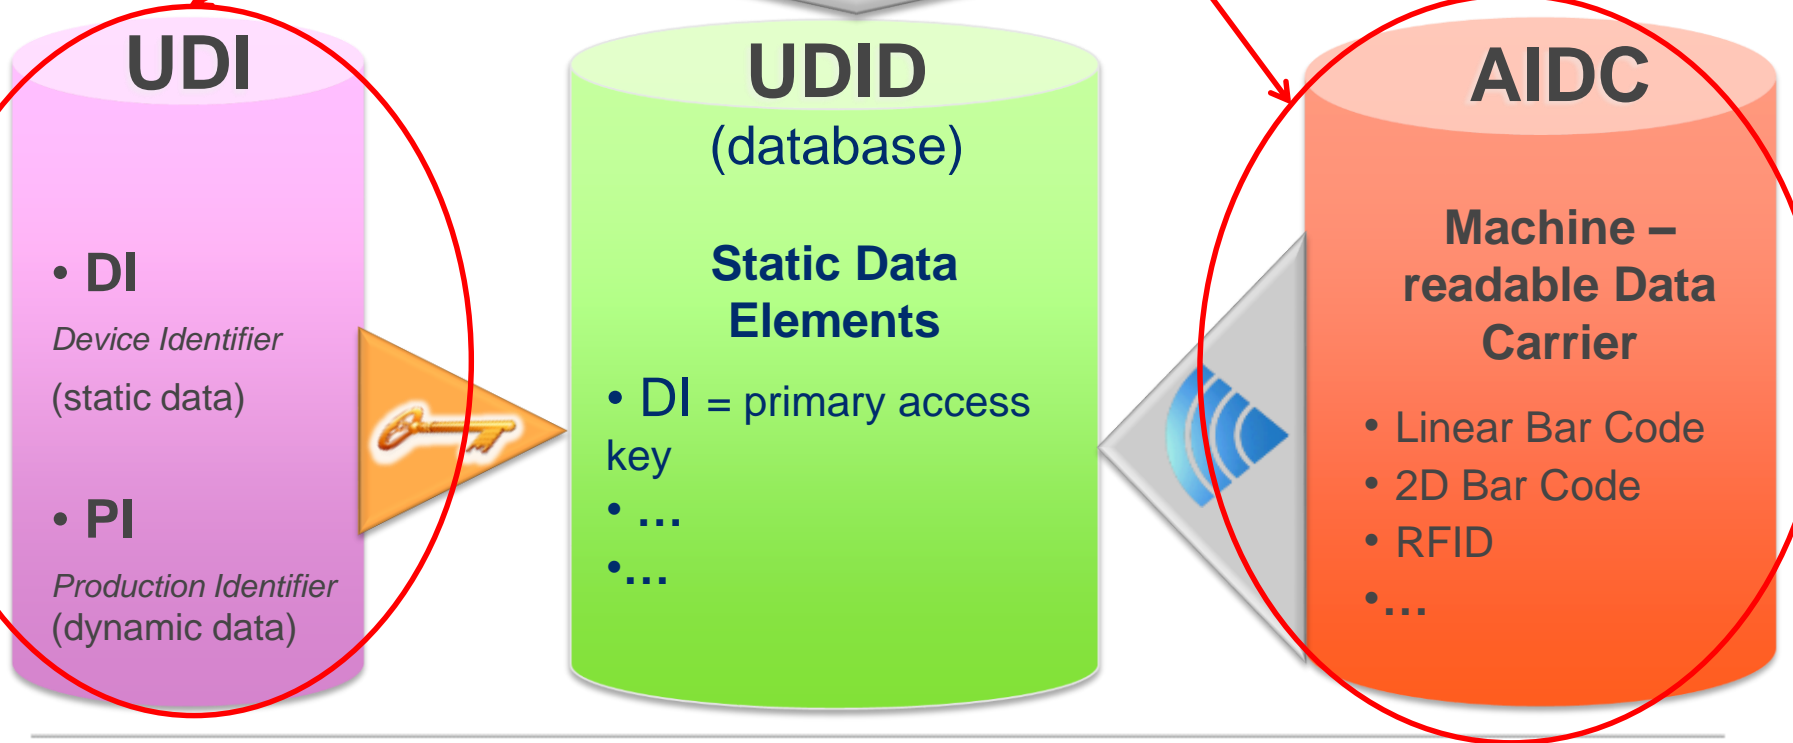 UDI
• DI
Device Identifier
(static data)
• PI
Production Identifier
(dynamic data)
UDID
(database)
Static Data
Elements
• DI = primary access
key
• ...
•...
AIDC
Machine –
readable Data
Carrier
• Linear Bar Code
• 2D Bar Code
• RFID
•...